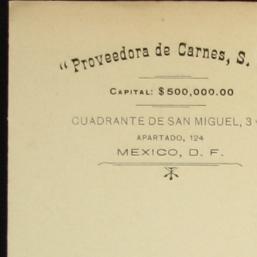 "Proveedora de Carnes, S.
CAPITAL: $500,000.00
CUADRANTE DE SAN MIGUEL, 3
APARTADO, 124
MEXICO, D. F.